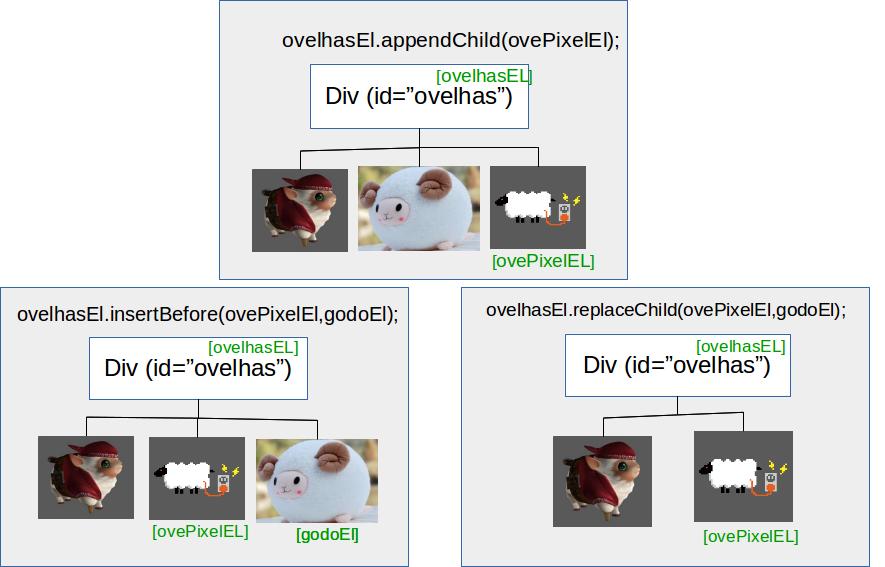 ovelhasEl.appendChild(ovePixelEl);
[ovelhasEL]
Div (id=”ovelhas”)
[ovePixelEL]
ovelhasEl.insertBefore(ovePixelEl,godoEl);
[ovelhasEL]
Div (id=”ovelhas”)
[ovePixelEL]
[godoEl]
ovelhasEl.replaceChild(ovePixelEl,godoEl);
[ovelhasEL]
Div (id=”ovelhas”)
[ovePixelEL]